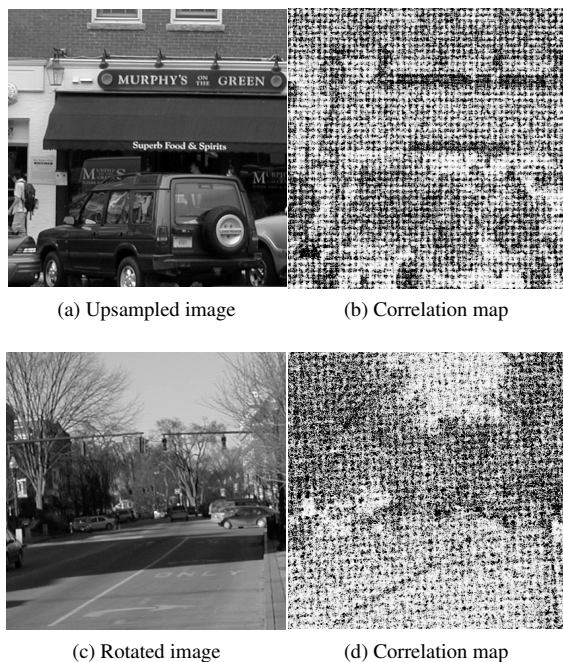 MURPHY'S ON THE GREEN
Superb Food & Spirits
(a) Upsampled image
(b) Correlation map
ONLY
(c) Rotated image
(d) Correlation map